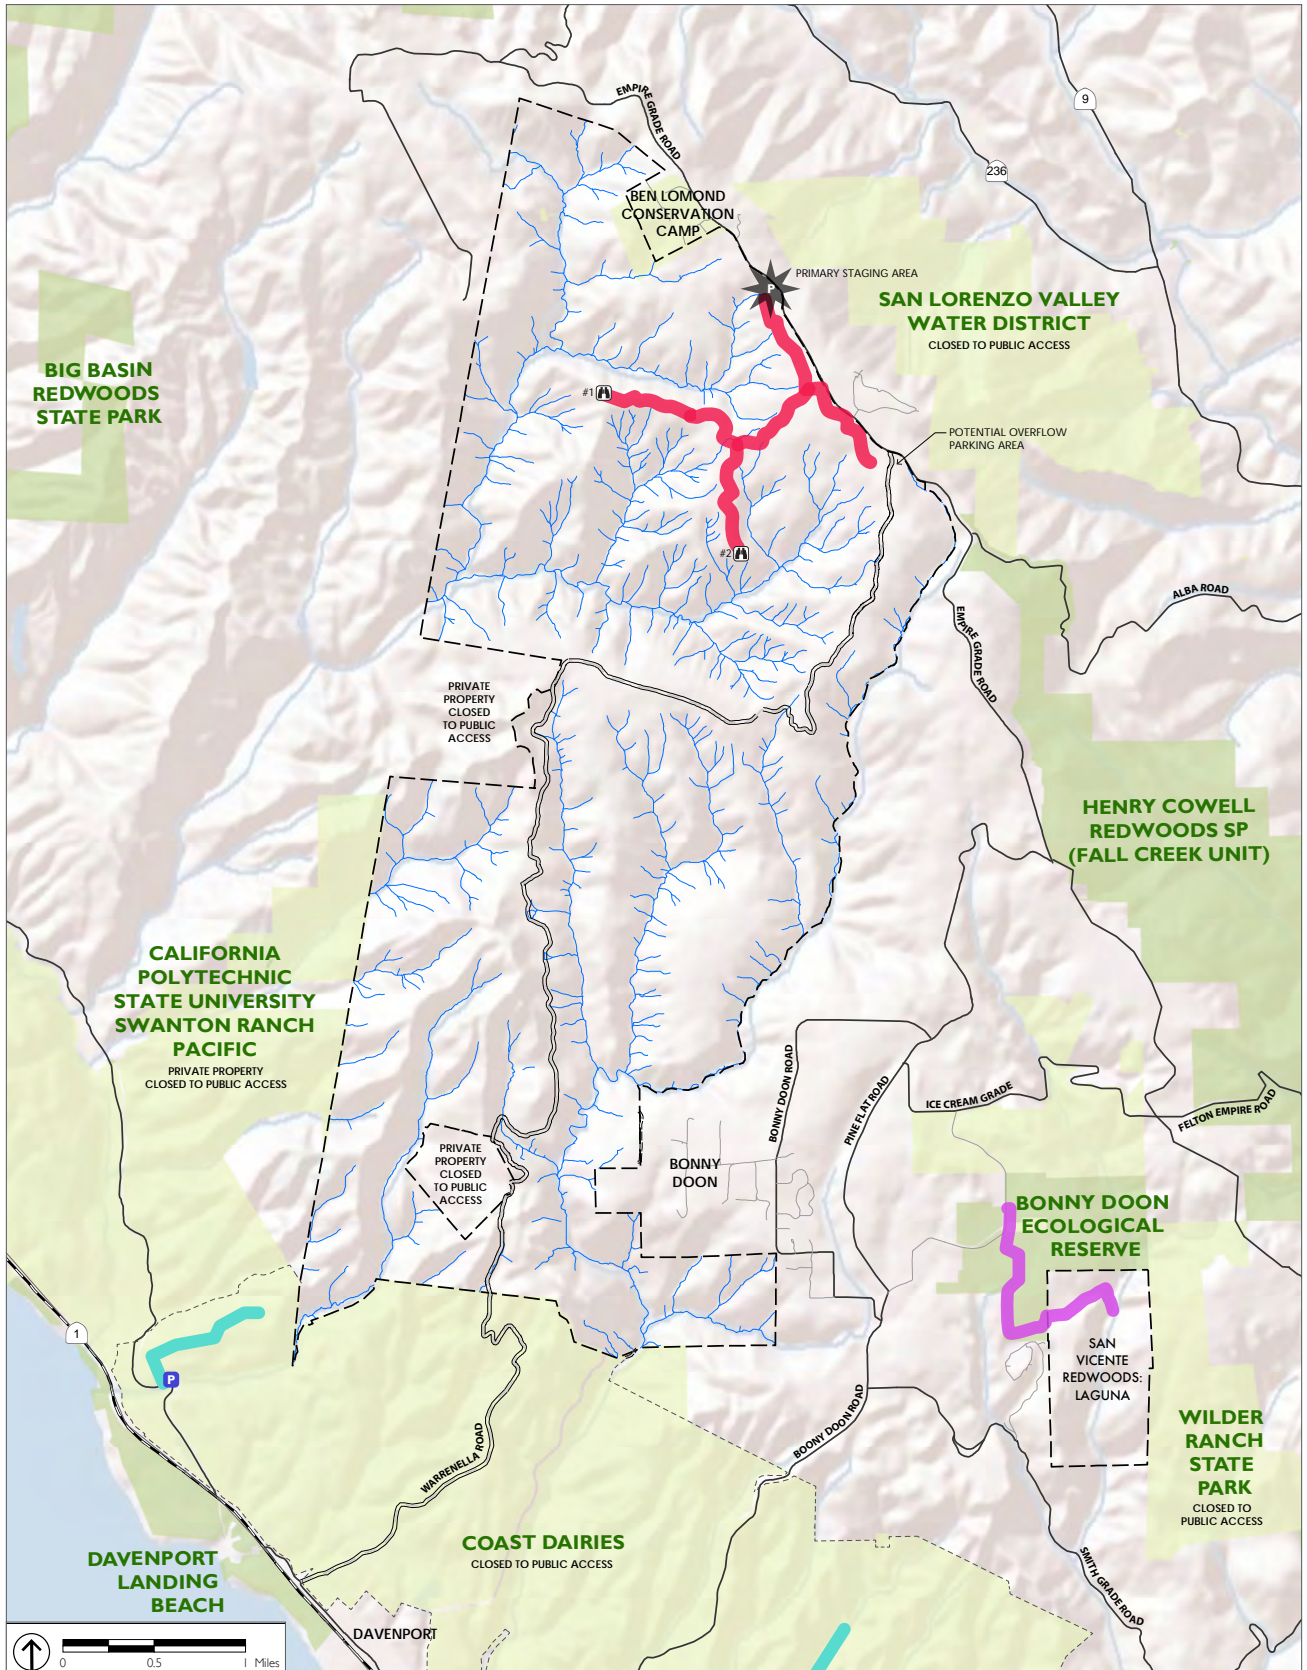 EMPIRE GRADE ROAD
9
236
BEN LOMOND
CONSERVATION
CAMP
PRIMARY STAGING AREA
P
SAN LORENZO VALLEY
WATER DISTRICT
CLOSED TO PUBLIC ACCESS
BIG BASIN
REDWOODS
STATE PARK
#1
POTENTIAL OVERFLOW
PARKING AREA
#2
ALBA ROAD
EMPIRE GRADE ROAD
PRIVATE
PROPERTY
CLOSED
TO PUBLIC
ACCESS
HENRY COWELL
REDWOODS SP
(FALL CREEK UNIT)
CALIFORNIA
POLYTECHNIC
STATE UNIVERSITY
SWANTON RANCH
PACIFIC
PRIVATE PROPERTY
CLOSED TO PUBLIC ACCESS
BONNY DOON ROAD
PINE FLAT ROAD
ICE CREAM GRADE
FELTON EMPIRE ROAD
PRIVATE
PROPERTY
CLOSED
TO PUBLIC
ACCESS
BONNY
DOON
BONNY DOON
ECOLOGICAL
RESERVE
1
P
SAN
VICENTE
REDWOODS:
LAGUNA
WARRENELLA ROAD
BOONY DOON ROAD
WILDER
RANCH
STATE
PARK
CLOSED TO
PUBLIC ACCESS
COAST DAIRIES
CLOSED TO PUBLIC ACCESS
DAVENPORT
LANDING
BEACH
SMITH GRADE ROAD
DAVENPORT
0 0.5 1 Miles